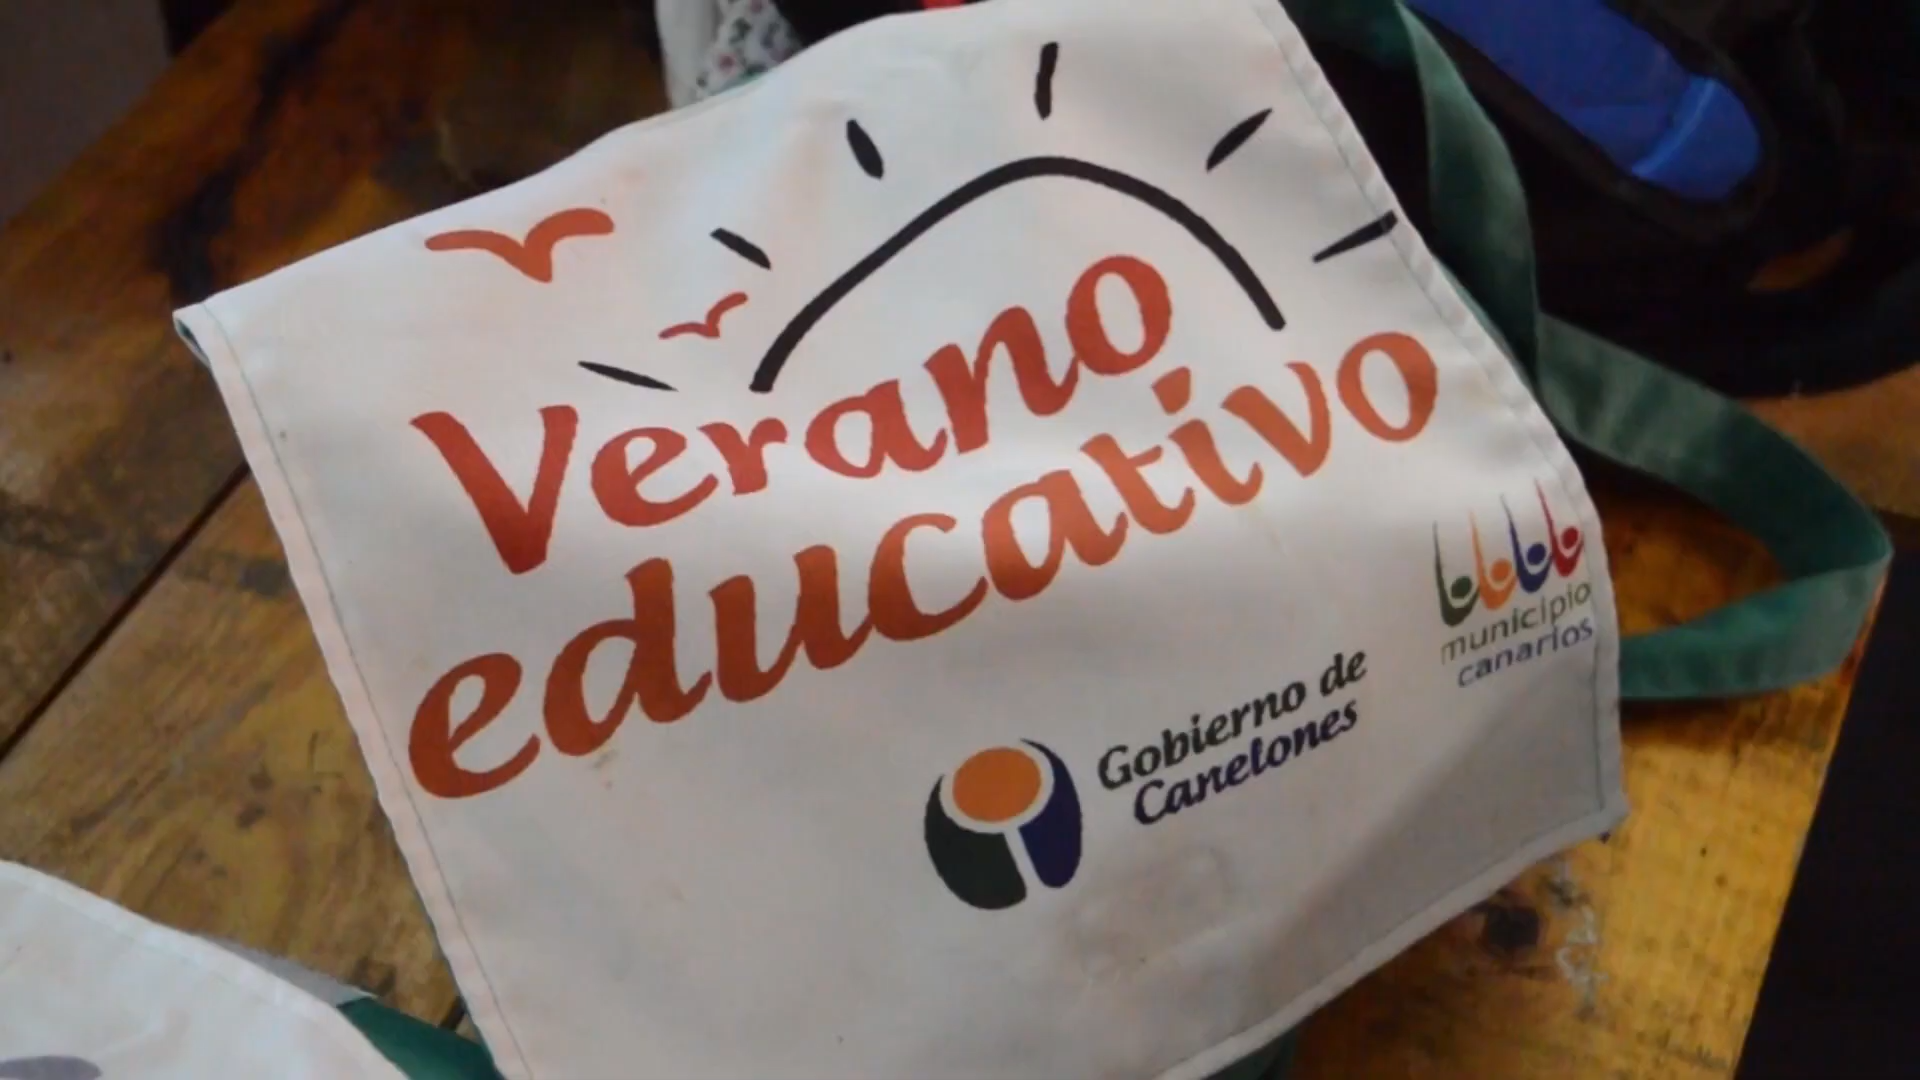 Verano
educativo
Gobierno de
Canelones
municipio
canarios